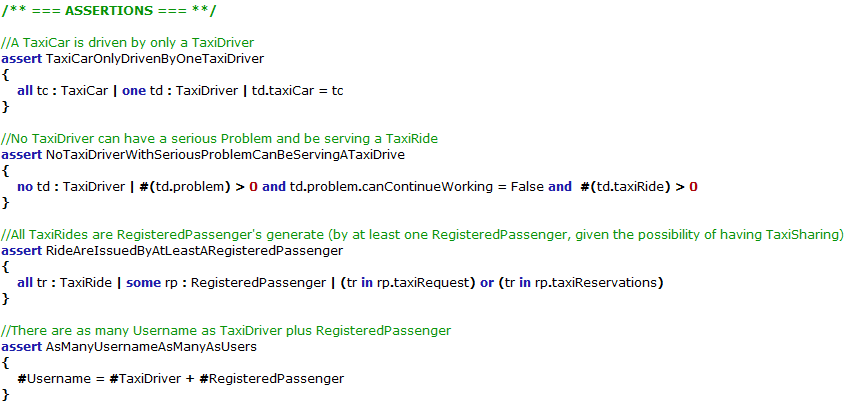 /** === ASSERTIONS === **/
//A TaxiCar is driven by only a TaxiDriver
assert TaxiCarOnlyDrivenByOneTaxiDriver
{
all tc : TaxiCar | one td : TaxiDriver | td.taxiCar = tc
}
//No TaxiDriver can have a serious Problem and be serving a TaxiRide
assert NoTaxiDriverWithSeriousProblemCanBeServingATaxiDrive
{
no td : TaxiDriver | #(td.problem) > 0 and td.problem.canContinueWorking = False and #(td.taxiRide) > 0
}
//All TaxiRides are RegisteredPassenger's generate (by at least one RegisteredPassenger, given the possibility of having TaxiSharing)
assert RideAreIssuedByAtLeastARegisteredPassenger
{
all tr : TaxiRide | some rp : RegisteredPassenger | (tr in rp.taxiRequest) or (tr in rp.taxiReservations)
}
//There are as many Username as TaxiDriver plus RegisteredPassenger
assert AsManyUsernameAsManyAsUsers
{
#Username = #TaxiDriver + #RegisteredPassenger
}